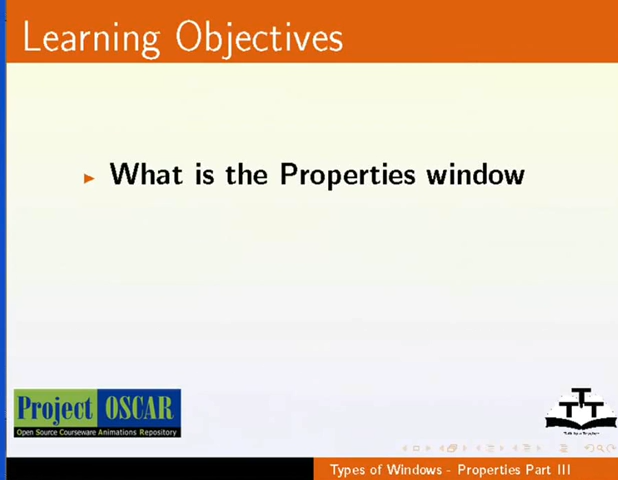 Learning Objectives
What is the Properties window
Project OSCAR
Open Source Courseware Animations Repository
TTT
Types of Windows - Properties Part III